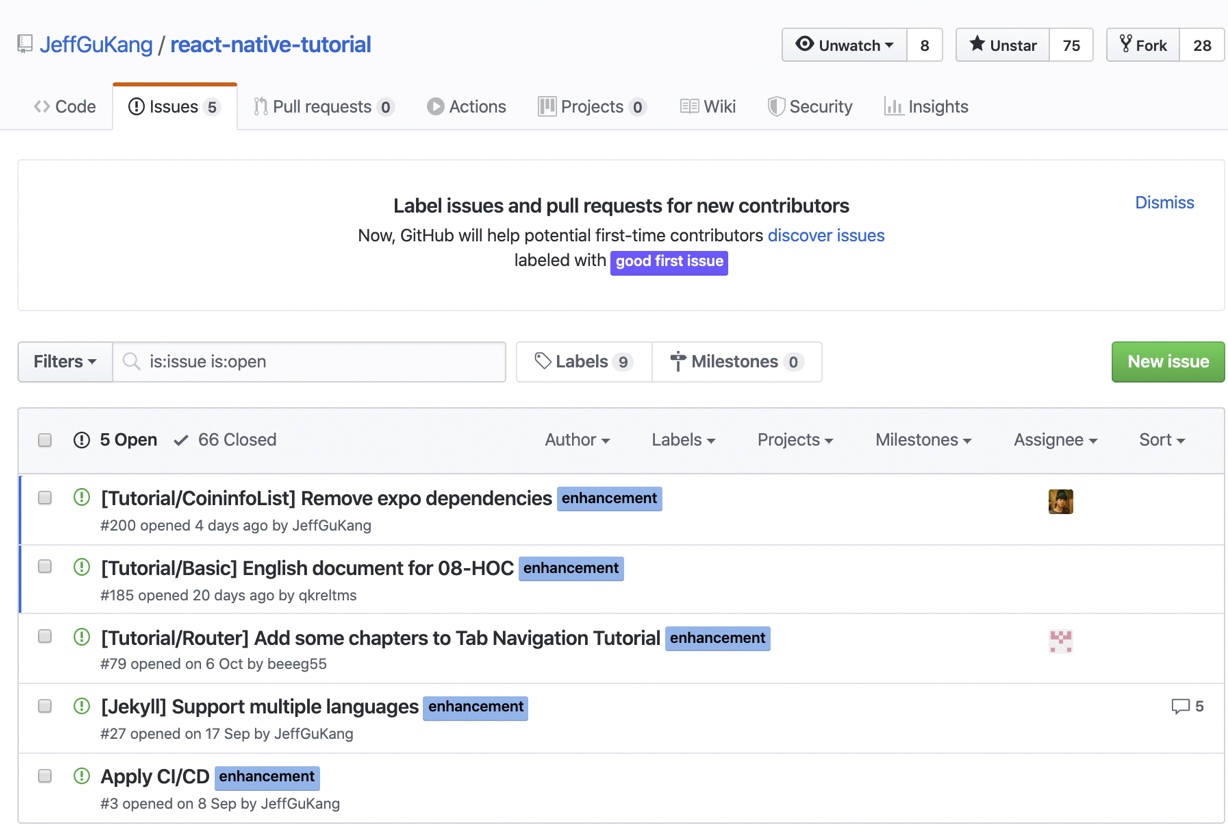 JeffGuKang / react-native-tutorial
Unwatch 8 Unstar 75 Fork 28
Code Issues 5 Pull requests 0 Actions Projects 0 Wiki Security Insights
Label issues and pull requests for new contributors
Dismiss
Now, GitHub will help potential first-time contributors discover issues
labeled with good first issue
Filters is:issue is:open Labels 9 Milestones 0 New issue
5 Open 66 Closed Author Labels Projects Milestones Assignee Sort
[Tutorial/CoininfoList] Remove expo dependencies enhancement
#200 opened 4 days ago by JeffGuKang
[Tutorial/Basic] English document for 08-HOC enhancement
#185 opened 20 days ago by qkreltms
[Tutorial/Router] Add some chapters to Tab Navigation Tutorial enhancement
#79 opened on 6 Oct by beeeg55
[Jekyll] Support multiple languages enhancement 5
#27 opened on 17 Sep by JeffGuKang
Apply CI/CD enhancement
#3 opened on 8 Sep by JeffGuKang